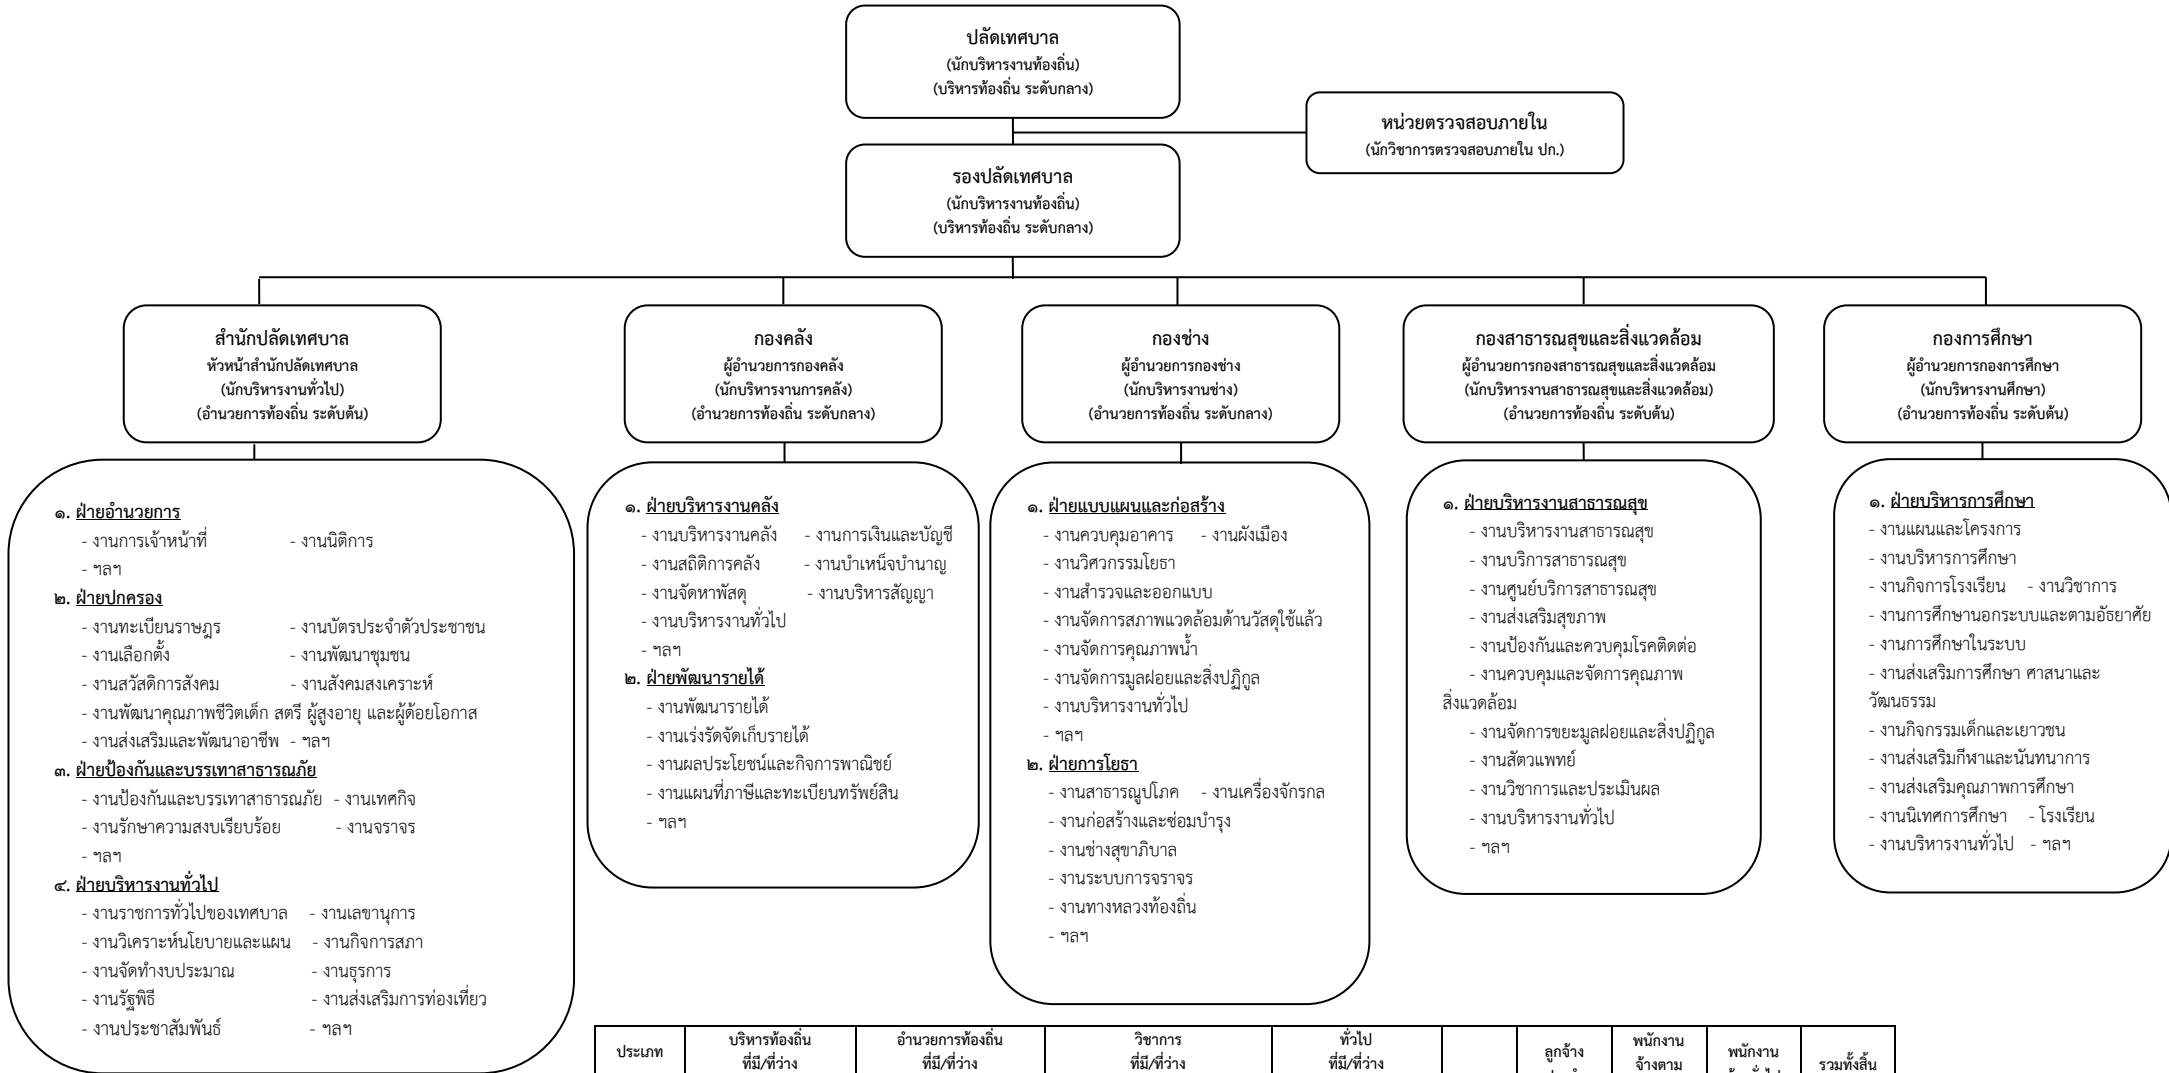 ปลัดเทศบาล
(นักบริหารงานท้องถิ่น)
(บริหารท้องถิ่น ระดับกลาง)
หน่วยตรวจสอบภายใน
(นักวิชาการตรวจสอบภายใน ปก.)
รองปลัดเทศบาล
(นักบริหารงานท้องถิ่น)
(บริหารท้องถิ่น ระดับกลาง)
สำนักปลัดเทศบาล
หัวหน้าสำนักปลัดเทศบาล
(นักบริหารงานทั่วไป)
(อำนวยการท้องถิ่น ระดับต้น)
กองคลัง
ผู้อำนวยการกองคลัง
(นักบริหารงานการคลัง)
(อำนวยการท้องถิ่น ระดับกลาง)
กองช่าง
ผู้อำนวยการกองช่าง
(นักบริหารงานช่าง)
(อำนวยการท้องถิ่น ระดับกลาง)
กองสาธารณสุขและสิ่งแวดล้อม
ผู้อำนวยการกองสาธารณสุขและสิ่งแวดล้อม
(นักบริหารงานสาธารณสุขและสิ่งแวดล้อม)
(อำนวยการท้องถิ่น ระดับต้น)
กองการศึกษา
ผู้อำนวยการกองการศึกษา
(นักบริหารงานศึกษา)
(อำนวยการท้องถิ่น ระดับต้น)
๑. ฝ่ายอำนวยการ
- งานการเจ้าหน้าที่ - งานนิติการ
- ฯลฯ
๒. ฝ่ายปกครอง
- งานทะเบียนราษฎร - งานบัตรประจำตัวประชาชน
- งานเลือกตั้ง - งานพัฒนาชุมชน
- งานสวัสดิการสังคม - งานสังคมสงเคราะห์
- งานพัฒนาคุณภาพชีวิตเด็ก สตรี ผู้สูงอายุ และผู้ด้อยโอกาส
- งานส่งเสริมและพัฒนาอาชีพ - ฯลฯ
๓. ฝ่ายป้องกันและบรรเทาสาธารณภัย
- งานป้องกันและบรรเทาสาธารณภัย - งานเทศกิจ
- งานรักษาความสงบเรียบร้อย - งานจราจร
- ฯลฯ
๔. ฝ่ายบริหารงานทั่วไป
- งานราชการทั่วไปของเทศบาล - งานเลขานุการ
- งานวิเคราะห์นโยบายและแผน - งานกิจการสภา
- งานจัดทำงบประมาณ - งานธุรการ
- งานรัฐพิธี - งานส่งเสริมการท่องเที่ยว
- งานประชาสัมพันธ์ - ฯลฯ
๑. ฝ่ายบริหารงานคลัง
- งานบริหารงานคลัง - งานการเงินและบัญชี
- งานสถิติการคลัง - งานบำเหน็จบำนาญ
- งานจัดหาพัสดุ - งานบริหารสัญญา
- งานบริหารงานทั่วไป
- ฯลฯ
๒. ฝ่ายพัฒนารายได้
- งานพัฒนารายได้
- งานเร่งรัดจัดเก็บรายได้
- งานผลประโยชน์และกิจการพาณิชย์
- งานแผนที่ภาษีและทะเบียนทรัพย์สิน
- ฯลฯ
๑. ฝ่ายแบบแผนและก่อสร้าง
- งานควบคุมอาคาร - งานผังเมือง
- งานวิศวกรรมโยธา
- งานสำรวจและออกแบบ
- งานจัดการสภาพแวดล้อมด้านวัสดุใช้แล้ว
- งานจัดการคุณภาพน้ำ
- งานจัดการมูลฝอยและสิ่งปฏิกูล
- งานบริหารงานทั่วไป
- ฯลฯ
๒. ฝ่ายการโยธา
- งานสาธารณูปโภค - งานเครื่องจักรกล
- งานก่อสร้างและซ่อมบำรุง
- งานช่างสุขาภิบาล
- งานระบบการจราจร
- งานทางหลวงท้องถิ่น
- ฯลฯ
๑. ฝ่ายบริหารงานสาธารณสุข
- งานบริหารงานสาธารณสุข
- งานบริการสาธารณสุข
- งานศูนย์บริการสาธารณสุข
- งานส่งเสริมสุขภาพ
- งานป้องกันและควบคุมโรคติดต่อ
- งานควบคุมและจัดการคุณภาพ
สิ่งแวดล้อม
- งานจัดการขยะมูลฝอยและสิ่งปฏิกูล
- งานสัตวแพทย์
- งานวิชาการและประเมินผล
- งานบริหารงานทั่วไป
- ฯลฯ
๑. ฝ่ายบริหารการศึกษา
- งานแผนและโครงการ
- งานบริหารการศึกษา
- งานกิจการโรงเรียน - งานวิชาการ
- งานการศึกษานอกระบบและตามอัธยาศัย
- งานการศึกษาในระบบ
- งานส่งเสริมการศึกษา ศาสนาและ
วัฒนธรรม
- งานกิจกรรมเด็กและเยาวชน
- งานส่งเสริมกีฬาและนันทนาการ
- งานส่งเสริมคุณภาพการศึกษา
- งานนิเทศการศึกษา - โรงเรียน
- งานบริหารงานทั่วไป - ฯลฯ
ประเภท
บริหารท้องถิ่น
ที่มี/ที่ว่าง
อำนวยการท้องถิ่น
ที่มี/ที่ว่าง
วิชาการ
ที่มี/ที่ว่าง
ทั่วไป
ที่มี/ที่ว่าง
ลูกจ้าง
พนักงาน
จ้างตาม
พนักงาน
รวมทั้งสิ้น